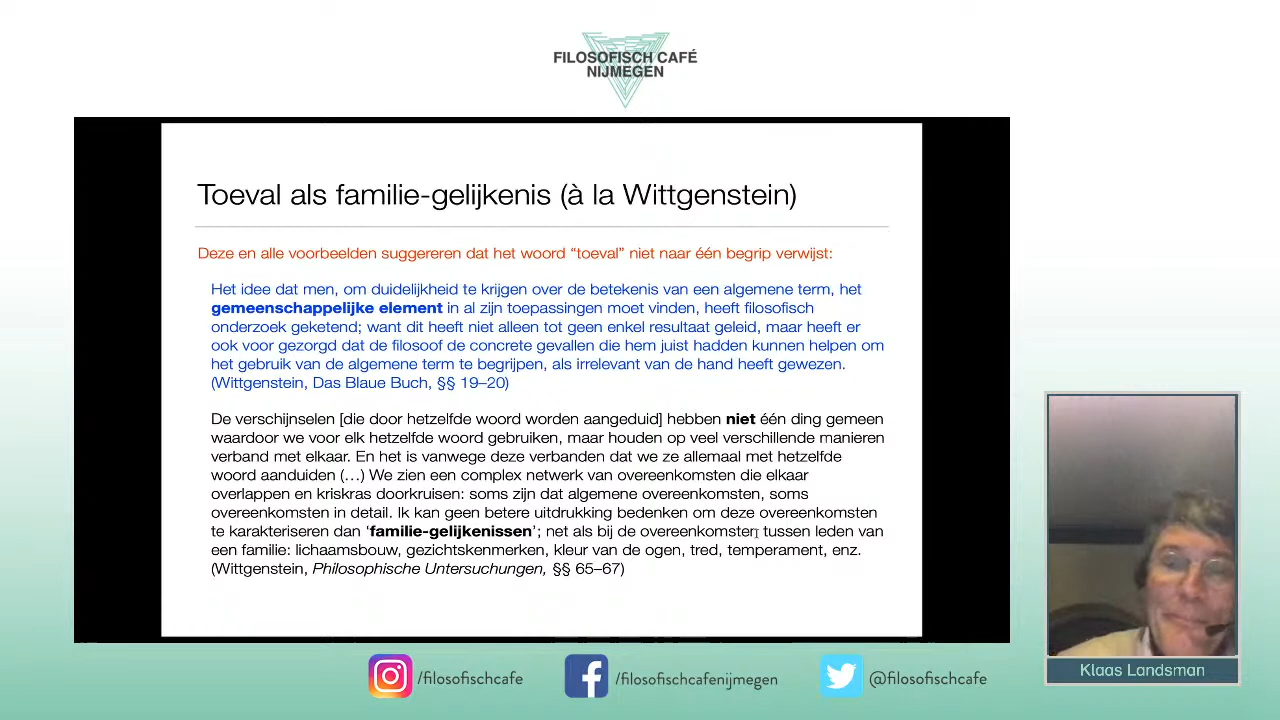 FILOSOFISCH CAFÉ
NIJMEGEN
Toeval als familie-gelijkenis (à la Wittgenstein)
Deze en alle voorbeelden suggereren dat het woord “toeval” niet naar één begrip verwijst:
Het idee dat men, om duidelijkheid te krijgen over de betekenis van een algemene term, het
gemeenschappelijke element in al zijn toepassingen moet vinden, heeft filosofisch
onderzoek geketend; want dit heeft niet alleen tot geen enkel resultaat geleid, maar heeft er
ook voor gezorgd dat de filosoof de concrete gevallen die hem juist hadden kunnen helpen om
het gebruik van de algemene term te begrijpen, als irrelevant van de hand heeft gewezen.
(Wittgenstein, Das Blaue Buch, §§ 19–20)
De verschijnselen [die door hetzelfde woord worden aangeduid] hebben niet één ding gemeen
waardoor we voor elk hetzelfde woord gebruiken, maar houden op veel verschillende manieren
verband met elkaar. En het is vanwege deze verbanden dat we ze allemaal met hetzelfde
woord aanduiden (…) We zien een complex netwerk van overeenkomsten die elkaar
overlappen en kriskras doorkruisen: soms zijn dat algemene overeenkomsten, soms
overeenkomsten in detail. Ik kan geen betere uitdrukking bedenken om deze overeenkomsten
te karakteriseren dan ‘familie-gelijkenissen’; net als bij de overeenkomsten tussen leden van
een familie: lichaamsbouw, gezichtskenmerken, kleur van de ogen, tred, temperament, enz.
(Wittgenstein, Philosophische Untersuchungen, §§ 65–67)
Klaas Landsman
/filosofischcafe
/filosofischcafenijmegen
@filosofischcafe